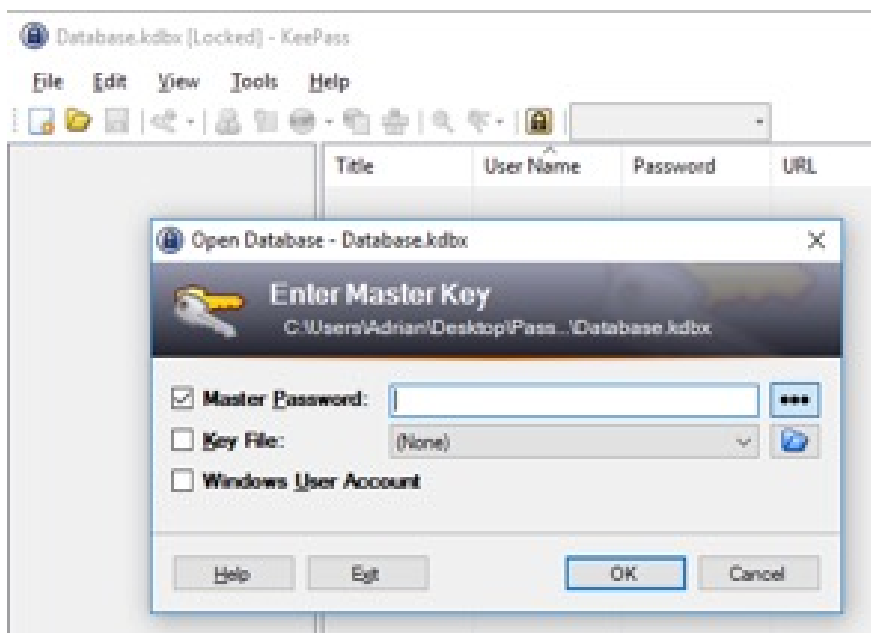 Database.kdbx [Locked] - KeePass
File Edit View Tools Help
Title User Name Password URL
Open Database - Database.kdbx
Enter Master Key
C:\Users\Adrian\Desktop\Pass...\Database.kdbx
Master Password:
Key File: (None)
Windows User Account
Help Exit OK Cancel